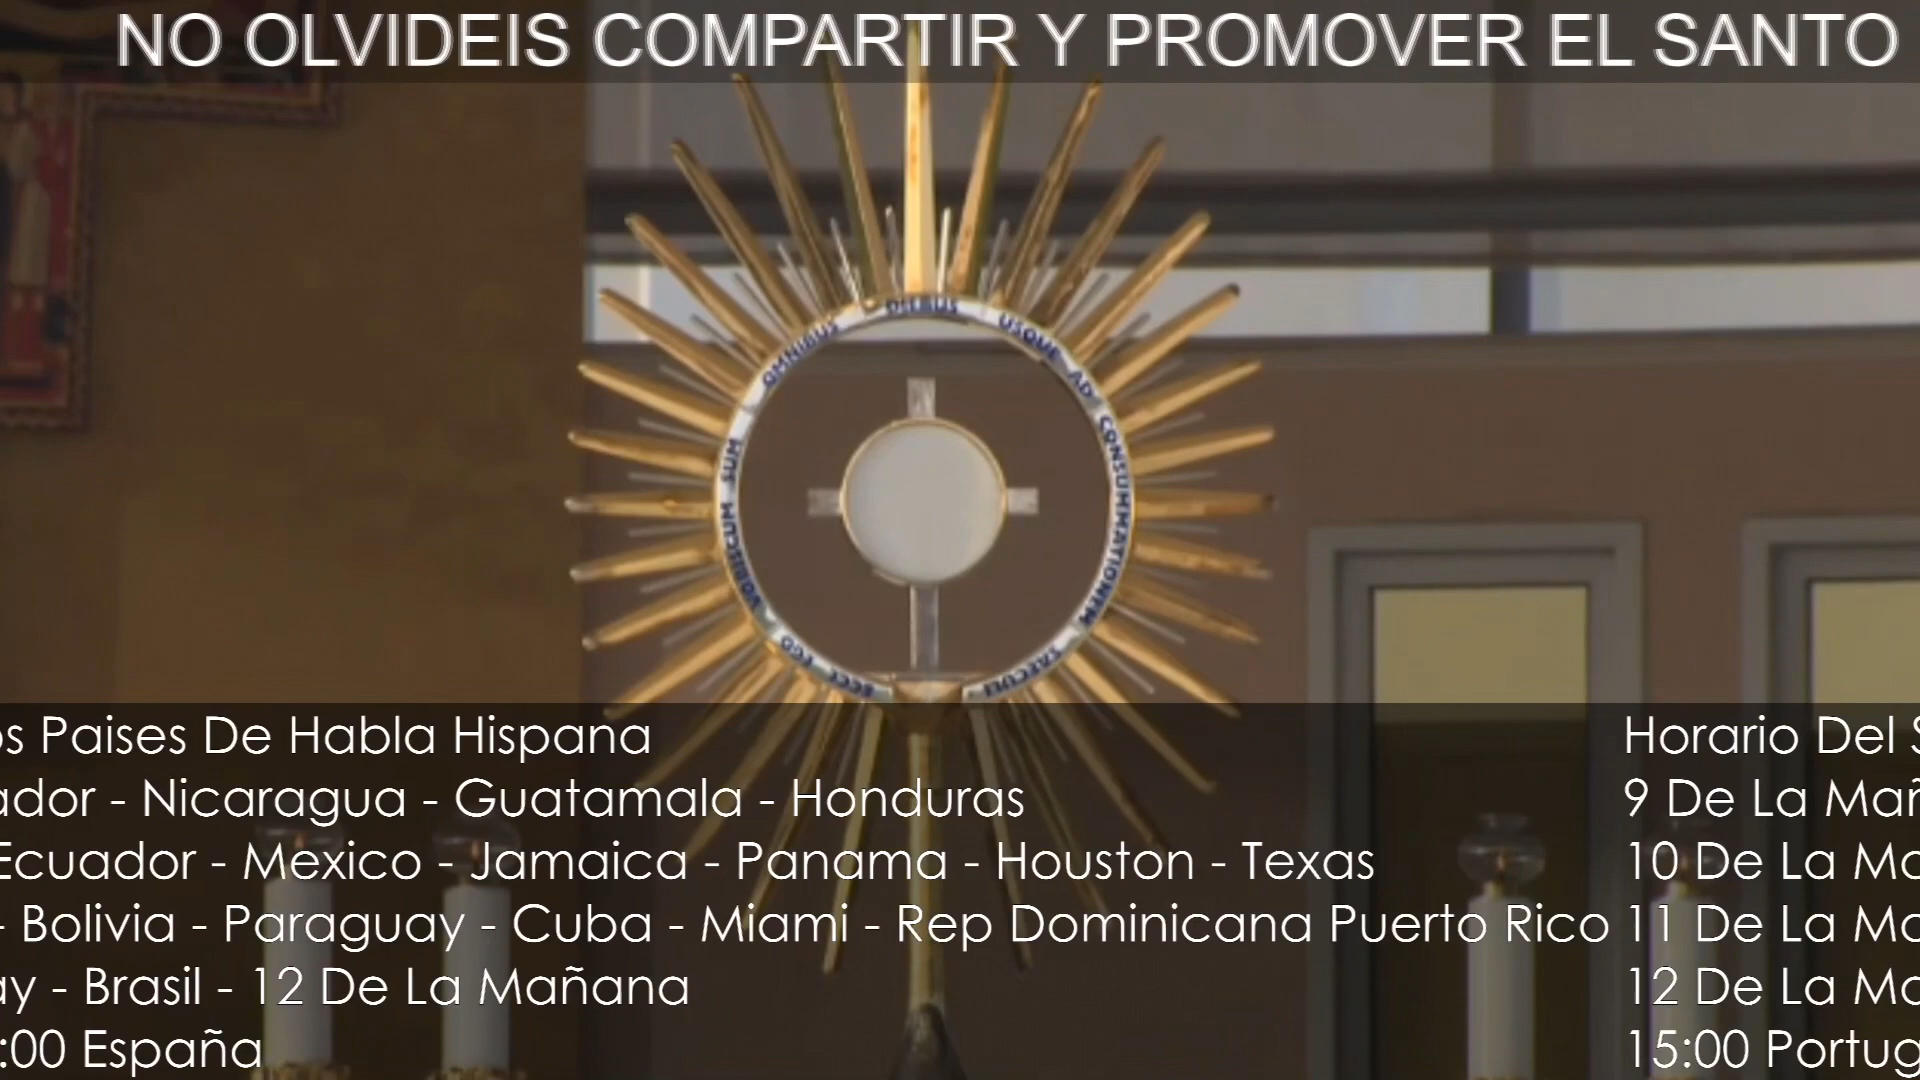 NO OLVIDEIS COMPARTIR Y PROMOVER EL SANTO
ECCE EGO VOBISCUM SUM OMNIBUS DIEBUS USQUE AD CONSUMMATIONEM SAECULI
os Paises De Habla Hispana
ador - Nicaragua - Guatamala - Honduras
Ecuador - Mexico - Jamaica - Panama - Houston - Texas
- Bolivia - Paraguay - Cuba - Miami - Rep Dominicana Puerto Rico
ay - Brasil - 12 De La Mañana
:00 España
Horario Del S
9 De La Mañ
10 De La Ma
11 De La Ma
12 De La Ma
15:00 Portug